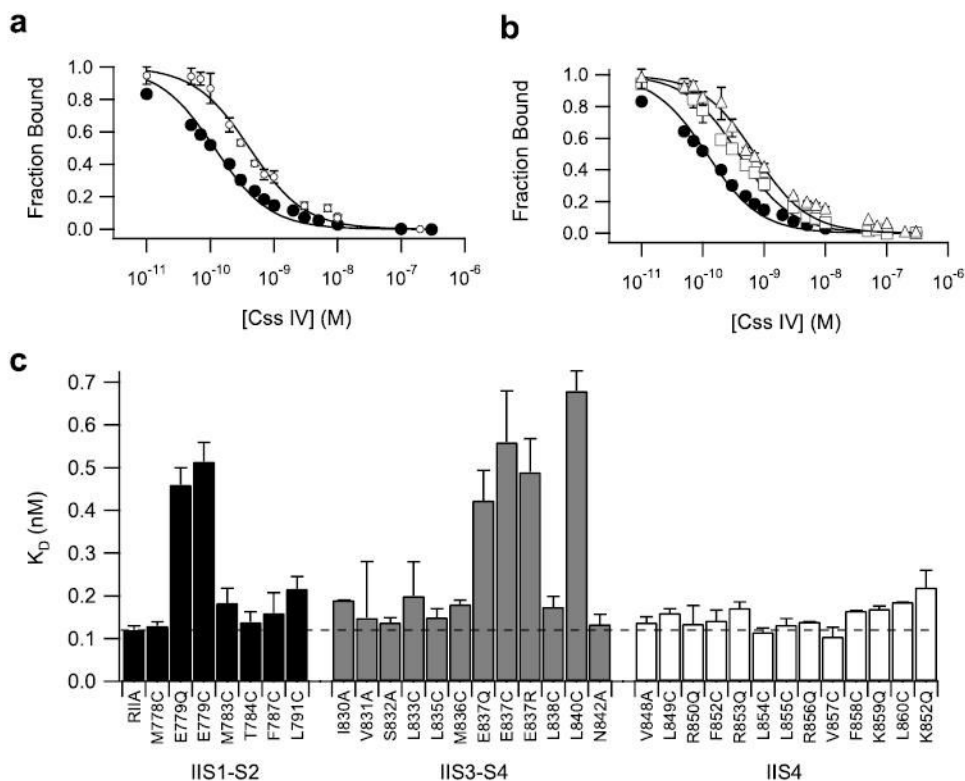 a
b
1.0
0.8
0.6
0.4
0.2
0.0
Fraction Bound
10-11
10-10
10-9
10-8
10-7
10-6
[Css IV] (M)
1.0
0.8
0.6
0.4
0.2
0.0
Fraction Bound
10-11
10-10
10-9
10-8
10-7
10-6
[Css IV] (M)
c
0.7
0.6
0.5
0.4
0.3
0.2
0.1
0.0
KD (nM)
RIIA
M778C
E779Q
E779C
M783C
T784C
F787C
L791C
I830A
V831A
S832A
L833C
L835C
M836C
E837Q
E837C
E837R
L838C
L840C
N842A
V848A
L849C
R850Q
F852C
R853Q
L854C
L855C
R856Q
V857C
F858C
K859Q
L860C
K852Q
IIS1-S2
IIS3-S4
IIS4